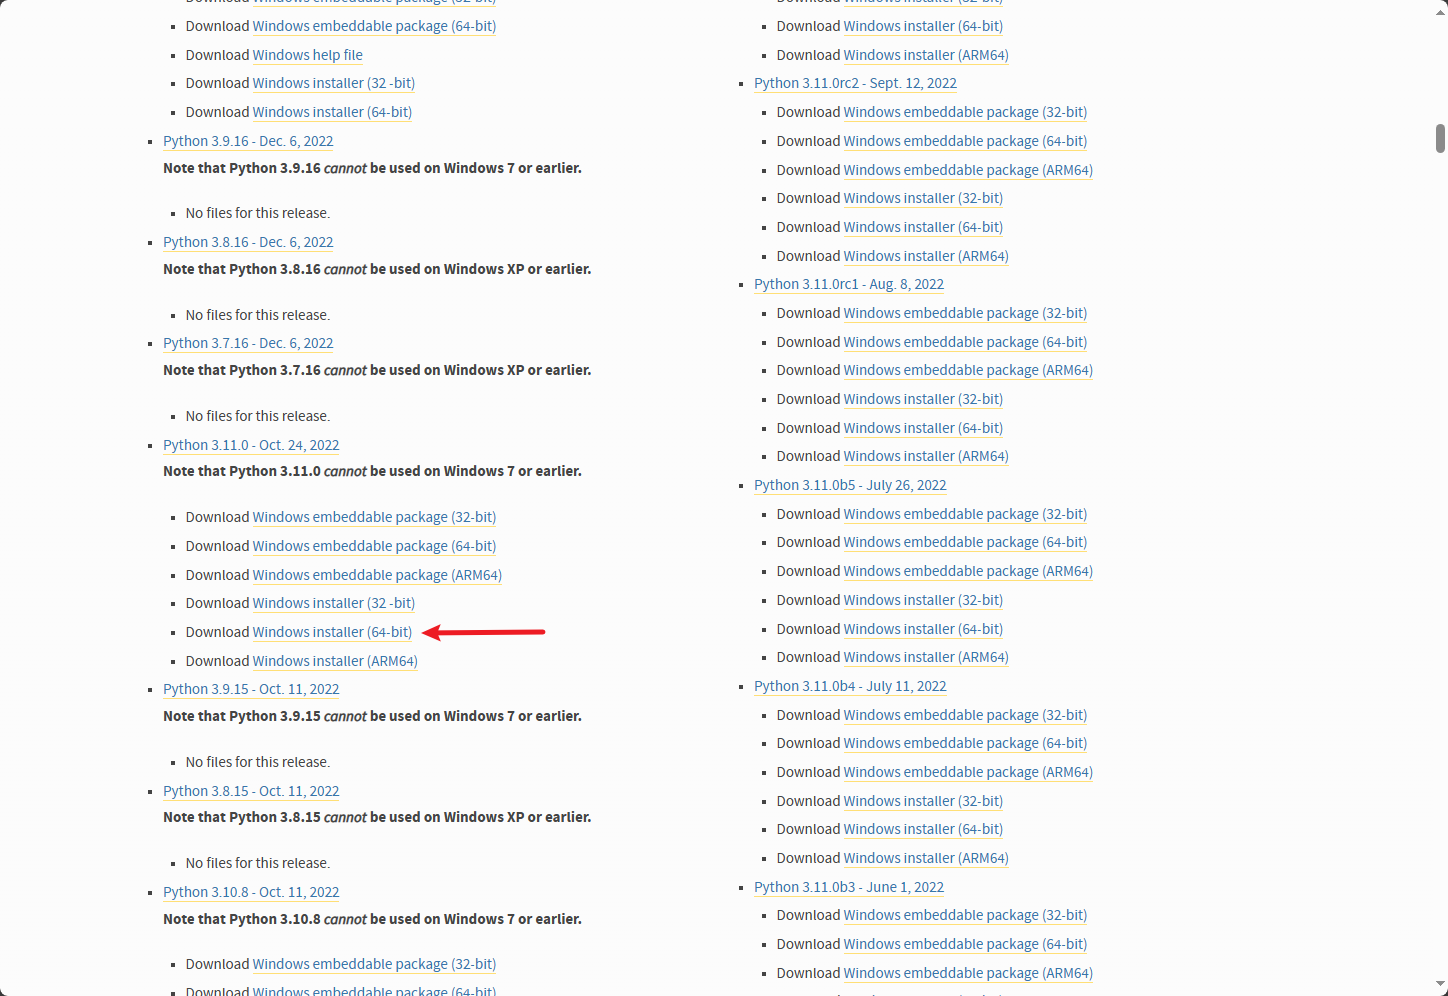 Download Windows embeddable package (32-bit)
Download Windows embeddable package (64-bit)
Download Windows help file
Download Windows installer (32 -bit)
Download Windows installer (64-bit)
Python 3.9.16 - Dec. 6, 2022
Note that Python 3.9.16 cannot be used on Windows 7 or earlier.
No files for this release.
Python 3.8.16 - Dec. 6, 2022
Note that Python 3.8.16 cannot be used on Windows XP or earlier.
No files for this release.
Python 3.7.16 - Dec. 6, 2022
Note that Python 3.7.16 cannot be used on Windows XP or earlier.
No files for this release.
Python 3.11.0 - Oct. 24, 2022
Note that Python 3.11.0 cannot be used on Windows 7 or earlier.
Download Windows embeddable package (32-bit)
Download Windows embeddable package (64-bit)
Download Windows embeddable package (ARM64)
Download Windows installer (32 -bit)
Download Windows installer (64-bit)
Download Windows installer (ARM64)
Python 3.9.15 - Oct. 11, 2022
Note that Python 3.9.15 cannot be used on Windows 7 or earlier.
No files for this release.
Python 3.8.15 - Oct. 11, 2022
Note that Python 3.8.15 cannot be used on Windows XP or earlier.
No files for this release.
Python 3.10.8 - Oct. 11, 2022
Note that Python 3.10.8 cannot be used on Windows 7 or earlier.
Download Windows embeddable package (32-bit)
Download Windows embeddable package (64-bit)
Download Windows installer (32-bit)
Download Windows installer (64-bit)
Download Windows installer (ARM64)
Python 3.11.0rc2 - Sept. 12, 2022
Download Windows embeddable package (32-bit)
Download Windows embeddable package (64-bit)
Download Windows embeddable package (ARM64)
Download Windows installer (32-bit)
Download Windows installer (64-bit)
Download Windows installer (ARM64)
Python 3.11.0rc1 - Aug. 8, 2022
Download Windows embeddable package (32-bit)
Download Windows embeddable package (64-bit)
Download Windows embeddable package (ARM64)
Download Windows installer (32-bit)
Download Windows installer (64-bit)
Download Windows installer (ARM64)
Python 3.11.0b5 - July 26, 2022
Download Windows embeddable package (32-bit)
Download Windows embeddable package (64-bit)
Download Windows embeddable package (ARM64)
Download Windows installer (32-bit)
Download Windows installer (64-bit)
Download Windows installer (ARM64)
Python 3.11.0b4 - July 11, 2022
Download Windows embeddable package (32-bit)
Download Windows embeddable package (64-bit)
Download Windows embeddable package (ARM64)
Download Windows installer (32-bit)
Download Windows installer (64-bit)
Download Windows installer (ARM64)
Python 3.11.0b3 - June 1, 2022
Download Windows embeddable package (32-bit)
Download Windows embeddable package (64-bit)
Download Windows embeddable package (ARM64)